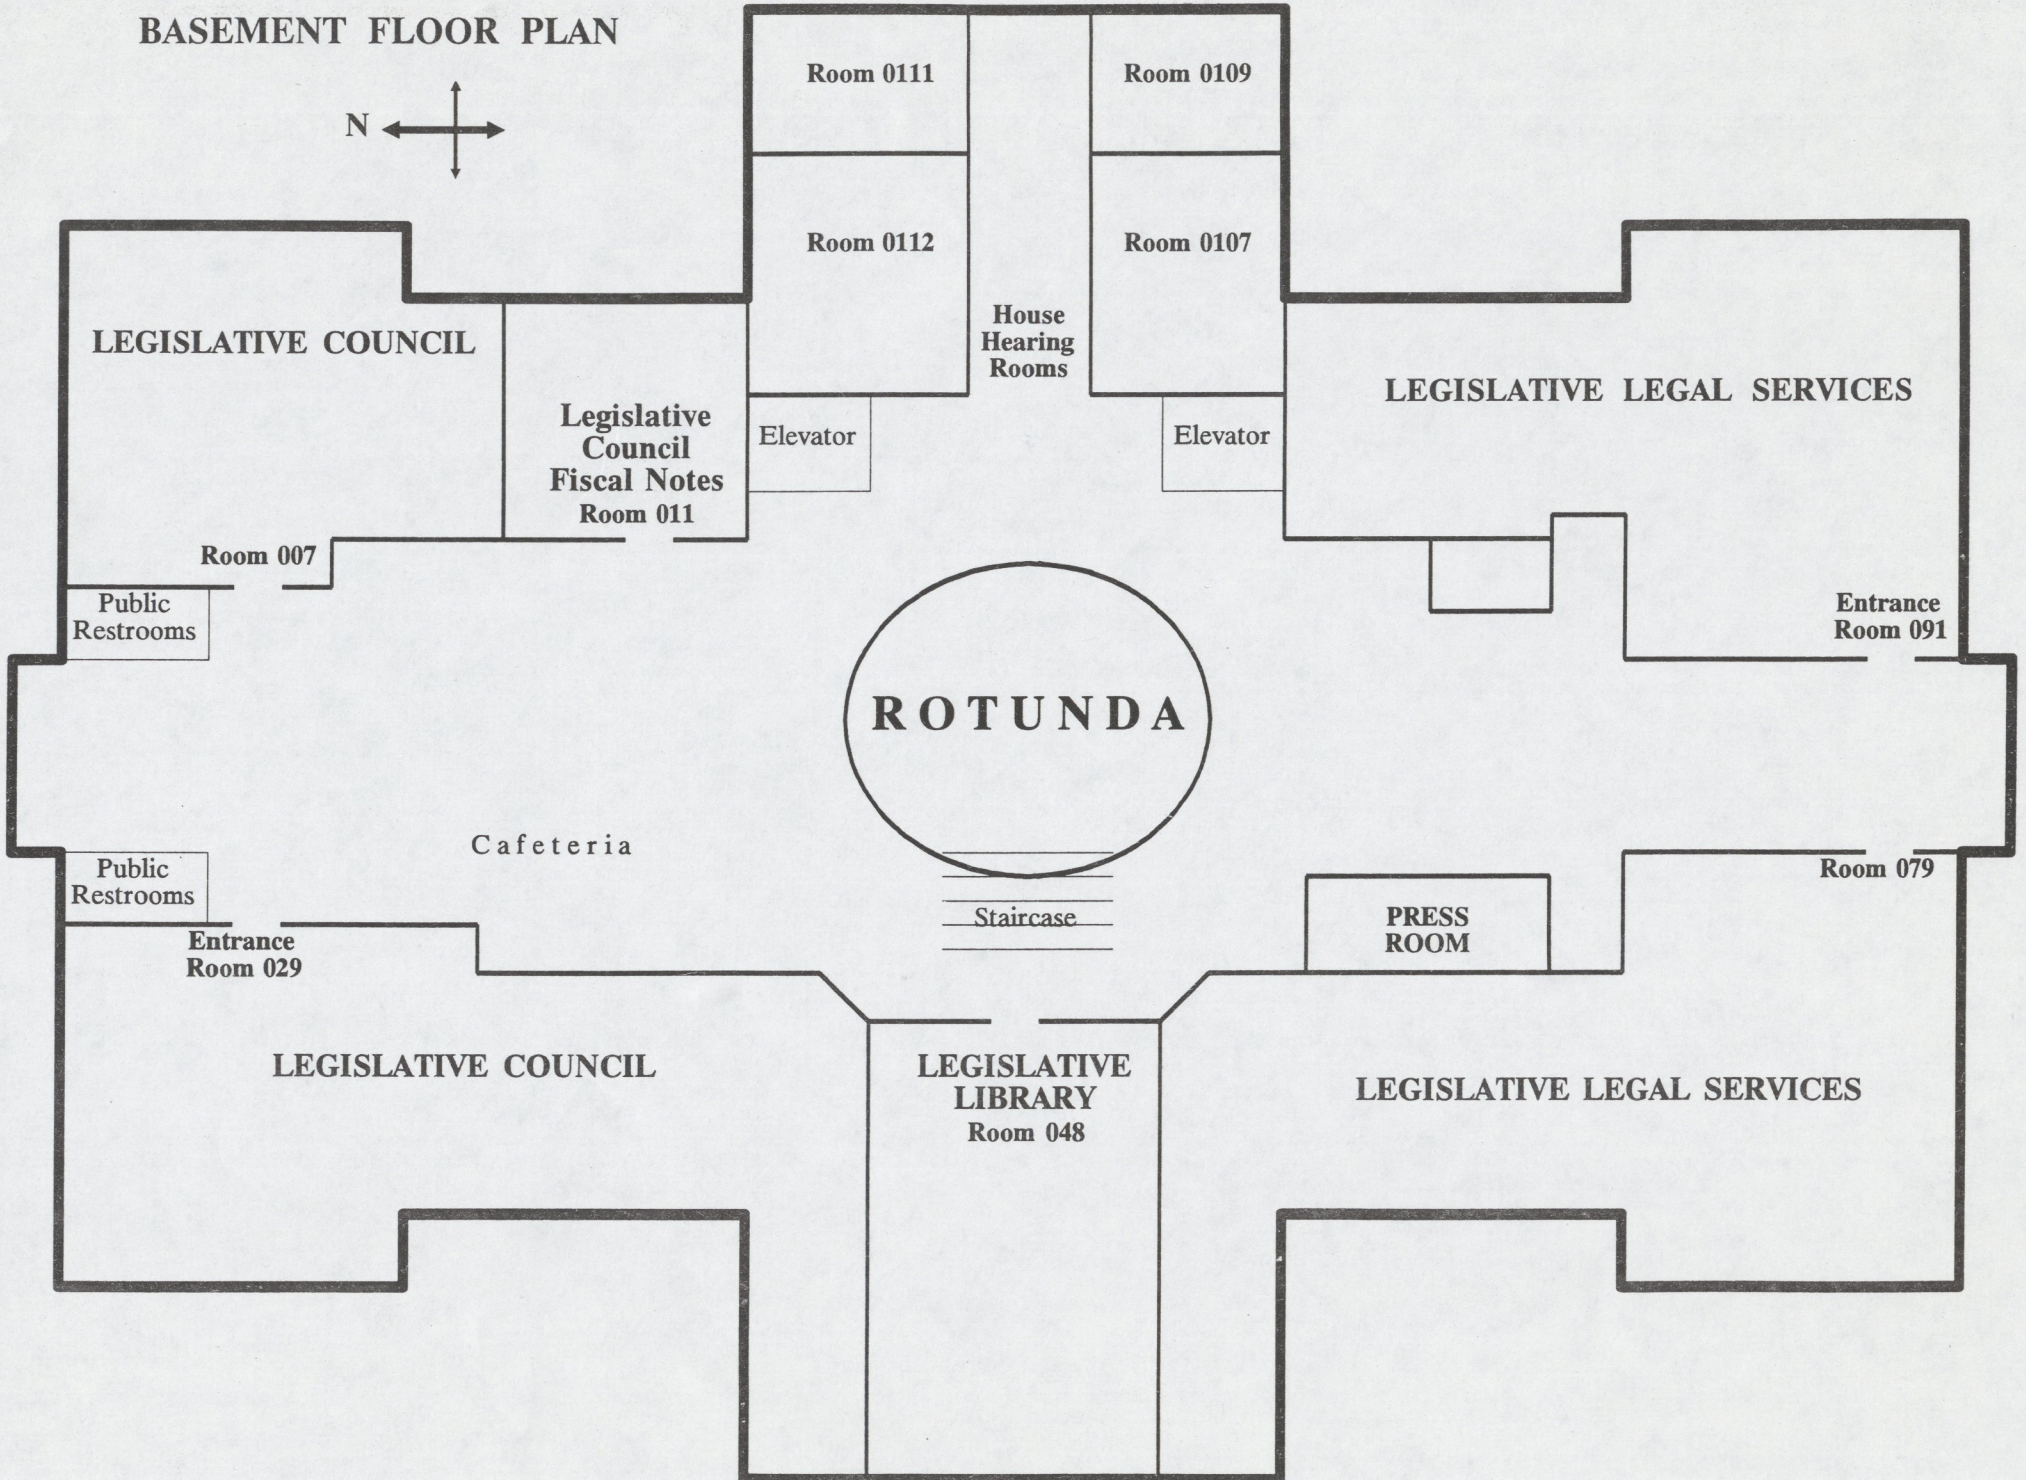 BASEMENT FLOOR PLAN
N
Room 0111
Room 0109
Room 0112
Room 0107
House
Hearing
Rooms
LEGISLATIVE COUNCIL
LEGISLATIVE LEGAL SERVICES
Legislative
Council
Fiscal Notes
Room 011
Elevator
Elevator
Room 007
Public
Restrooms
Entrance
Room 091
ROTUNDA
Cafeteria
Public
Restrooms
Room 079
Staircase
PRESS
ROOM
Entrance
Room 029
LEGISLATIVE COUNCIL
LEGISLATIVE
LIBRARY
Room 048
LEGISLATIVE LEGAL SERVICES